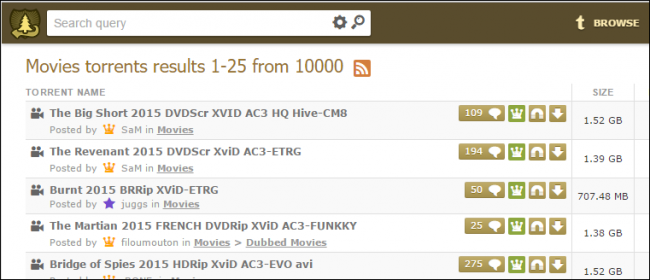 Search query
t BROWSE
Movies torrents results 1-25 from 10000
TORRENT NAME SIZE
The Big Short 2015 DVDScr XVID AC3 HQ Hive-CM8 109 1.52 GB
Posted by SaM in Movies
The Revenant 2015 DVDScr XviD AC3-ETRG 194 1.39 GB
Posted by SaM in Movies
Burnt 2015 BRRip XViD-ETRG 50 707.48 MB
Posted by juggs in Movies
The Martian 2015 FRENCH DVDRip XViD AC3-FUNKKY 25 1.38 GB
Posted by filoumouton in Movies > Dubbed Movies
Bridge of Spies 2015 HDRip XviD AC3-EVO avi 275 1.52 GB